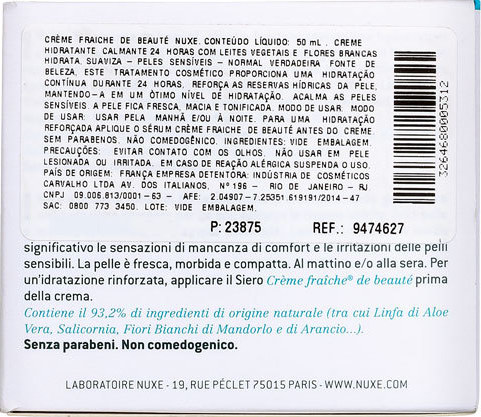 CRÈME FRAICHE DE BEAUTÉ NUXE. CONTEÚDO LÍQUIDO: 50 mL . CREME
HIDRATANTE CALMANTE 24 HORAS COM LEITES VEGETAIS E FLORES BRANCAS
HIDRATA, SUAVIZA – PELES SENSÍVEIS – NORMAL VERDADEIRA FONTE DE
BELEZA, ESTE TRATAMENTO COSMÉTICO PROPORCIONA UMA HIDRATAÇÃO
CONTÍNUA DURANTE 24 HORAS, REFORÇA AS RESERVAS HÍDRICAS DA PELE,
MANTENDO-A EM UM ÓTIMO NÍVEL DE HIDRATAÇÃO. ACALMA AS PELES
SENSÍVEIS. A PELE FICA FRESCA, MACIA E TONIFICADA. MODO DE USAR: MODO
DE USAR: USAR PELA MANHÃ E/OU À NOITE. PARA UMA HIDRATAÇÃO
REFORÇADA APLIQUE O SÉRUM CRÈME FRAICHE DE BEAUTÉ ANTES DO CREME.
SEM PARABENOS. NÃO COMEDOGÊNICO. INGREDIENTES: VIDE EMBALAGEM.
PRECAUÇÕES: EVITAR CONTATO COM OS OLHOS. NÃO USAR EM PELE
LESIONADA OU IRRITADA. EM CASO DE REAÇÃO ALÉRGICA SUSPENDA O USO.
PAÍS DE ORIGEM: FRANÇA EMPRESA DETENTORA: INDÚSTRIA DE COSMÉTICOS
CARVALHO LTDA AV. DOS ITALIANOS, Nº 196 – RIO DE JANEIRO – RJ
CNPJ 09.006.813/0001-63 – AFE: 2.04907-7.25351.619191/2014-47
SAC: 0800 773 3450. LOTE: VIDE EMBALAGEM.
3264680005312
P: 23875 REF.: 9474627
significativo le sensazioni di mancanza di comfort e le irritazioni delle pelli
sensibili. La pelle è fresca, morbida e compatta. Al mattino e/o alla sera. Per
un'idratazione rinforzata, applicare il Siero Crème fraîche® de beauté prima
della crema.
Contiene il 93,2% di ingredienti di origine naturale (tra cui Linfa di Aloe
Vera, Salicornia, Fiori Bianchi di Mandorlo e di Arancio...).
Senza parabeni. Non comedogenico.
LABORATOIRE NUXE - 19, RUE PÉCLET 75015 PARIS - WWW.NUXE.COM